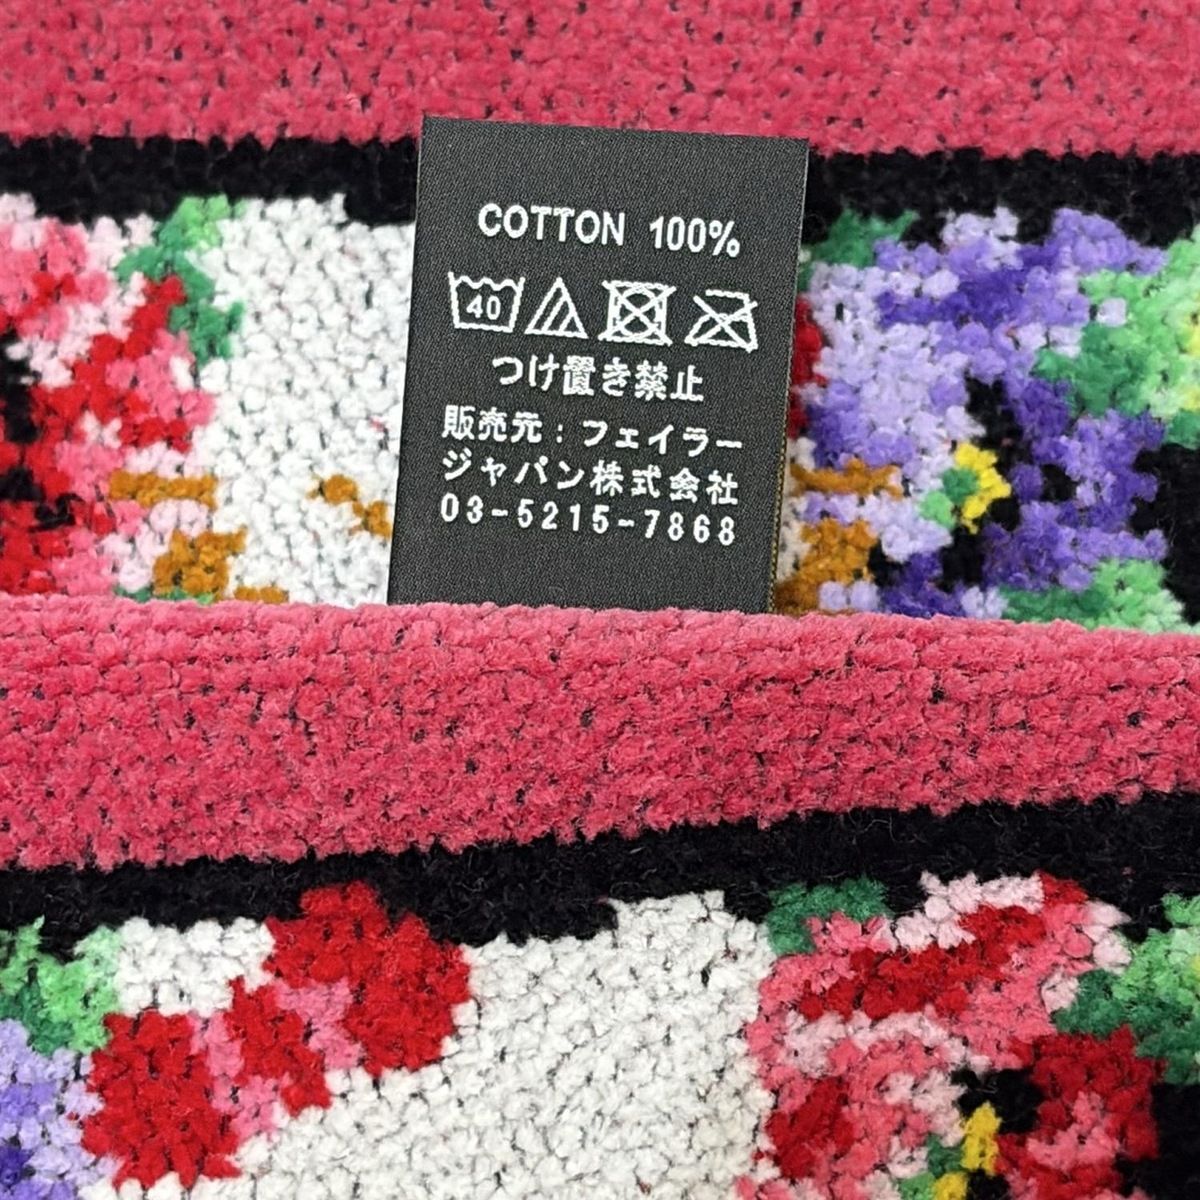 COTTON 100%
40
つけ置き禁止
販売元：フェイラー
ジャパン株式会社
03-5215-7868